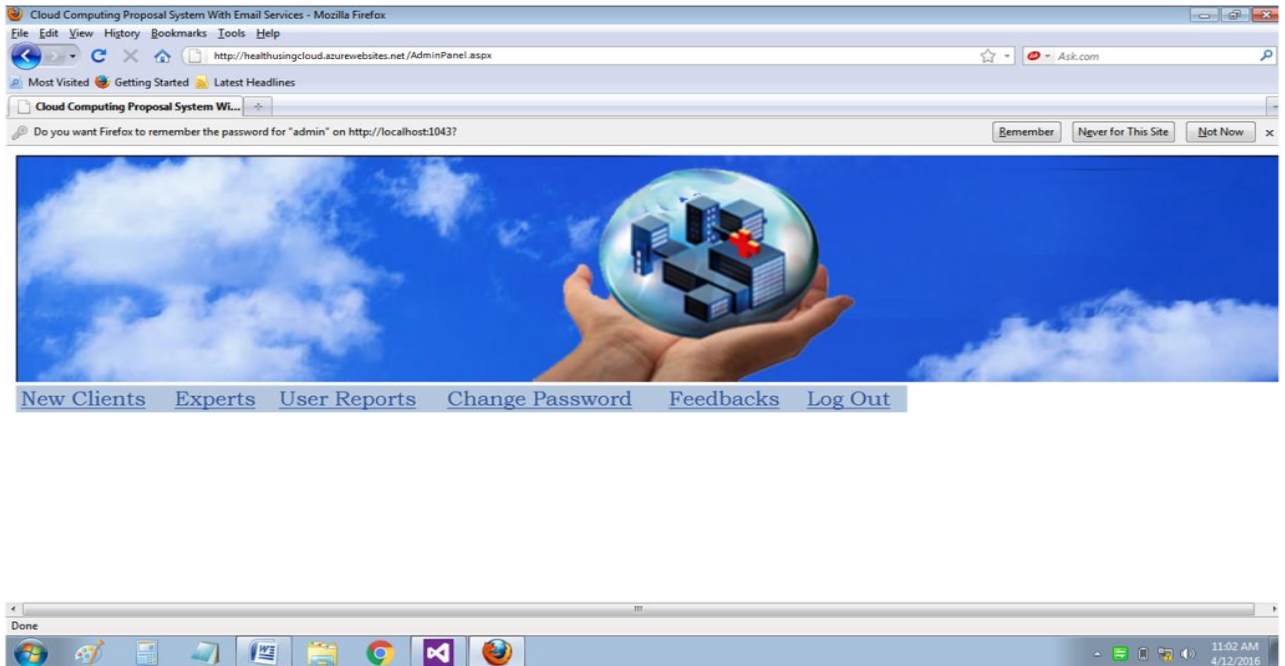 Cloud Computing Proposal System With Email Services - Mozilla Firefox
File Edit View History Bookmarks Tools Help
http://healthusingcloud.azurewebsites.net/AdminPanel.aspx Ask.com
Most Visited Getting Started Latest Headlines
Cloud Computing Proposal System Wi...
Do you want Firefox to remember the password for "admin" on http://localhost:1043? Remember Never for This Site Not Now
New Clients Experts User Reports Change Password Feedbacks Log Out
Done
11:02 AM
4/12/2016